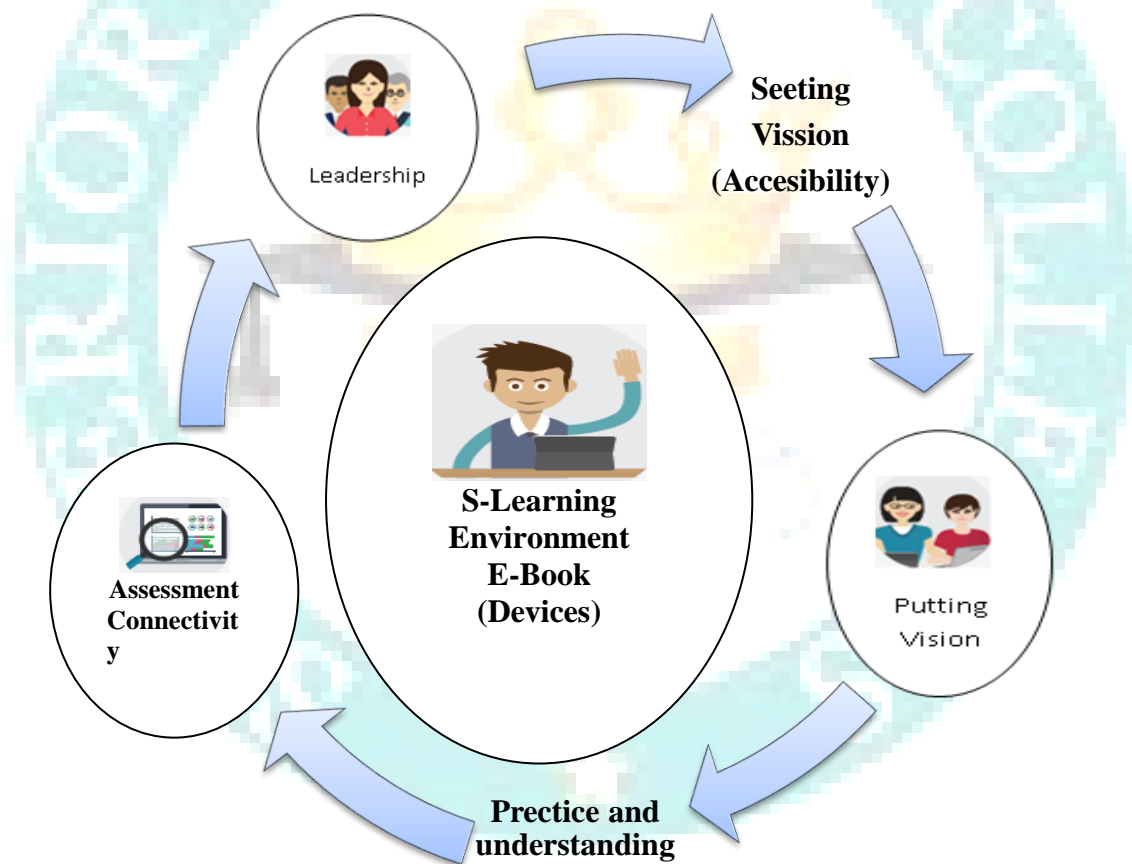 Leadership
Seeting
Vission
(Accesibility)
S-Learning
Environment
E-Book
(Devices)
Putting
Vision
Assessment
Connectivit
y
Prectice and
understanding